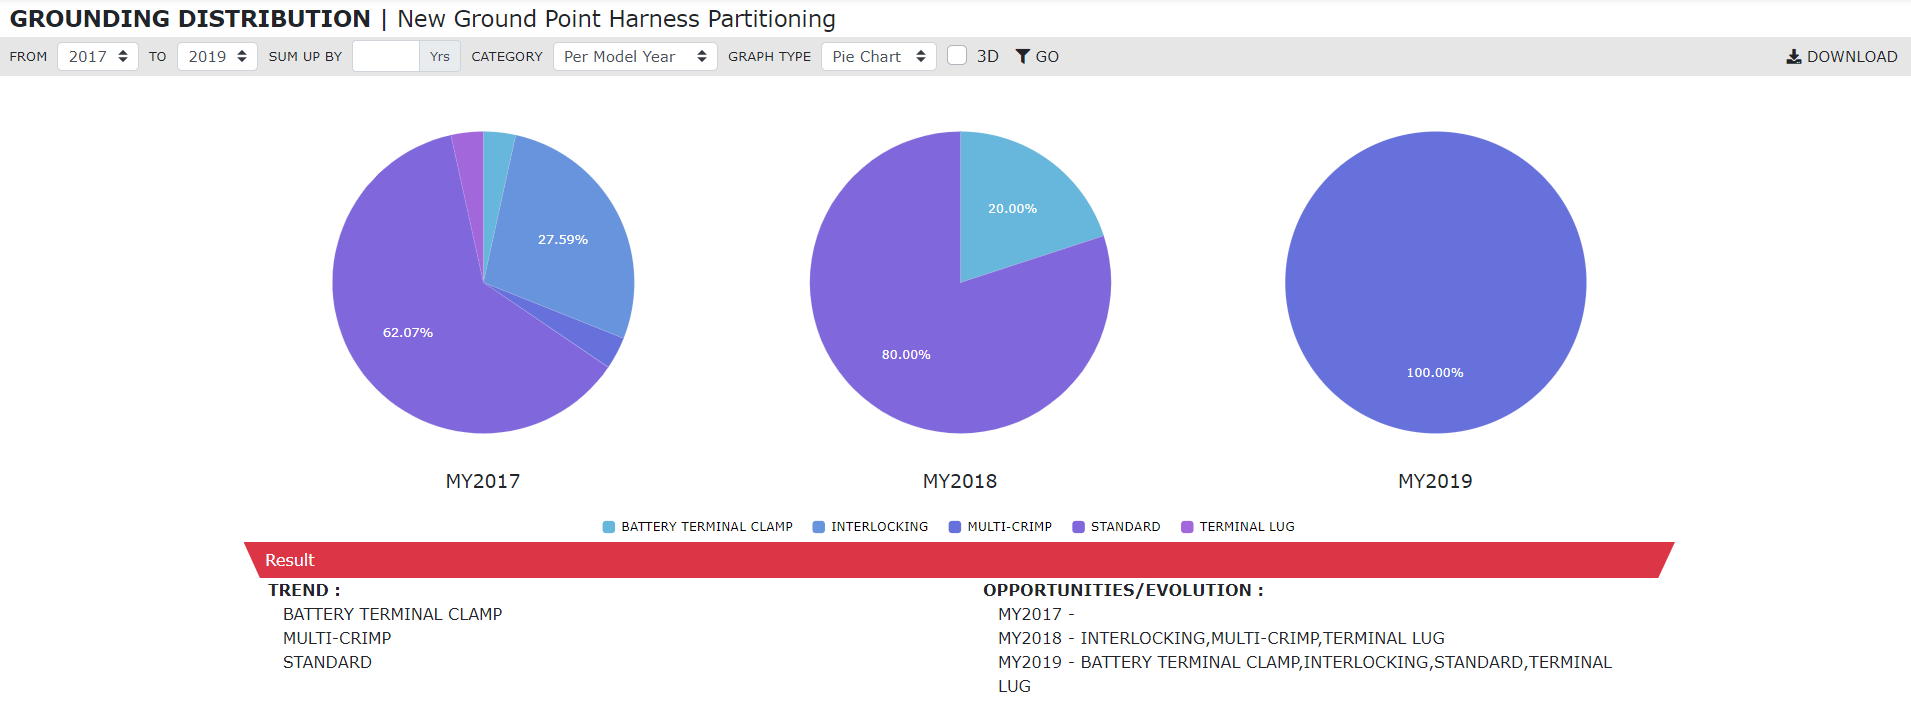 GROUNDING DISTRIBUTION | New Ground Point Harness Partitioning
FROM 2017 TO 2019 SUM UP BY Yrs CATEGORY Per Model Year GRAPH TYPE Pie Chart 3D GO DOWNLOAD
27.59%
62.07%
20.00%
80.00%
100.00%
MY2017 MY2018 MY2019
BATTERY TERMINAL CLAMP INTERLOCKING MULTI-CRIMP STANDARD TERMINAL LUG
Result
TREND :
BATTERY TERMINAL CLAMP
MULTI-CRIMP
STANDARD
OPPORTUNITIES/EVOLUTION :
MY2017 -
MY2018 - INTERLOCKING,MULTI-CRIMP,TERMINAL LUG
MY2019 - BATTERY TERMINAL CLAMP,INTERLOCKING,STANDARD,TERMINAL
LUG